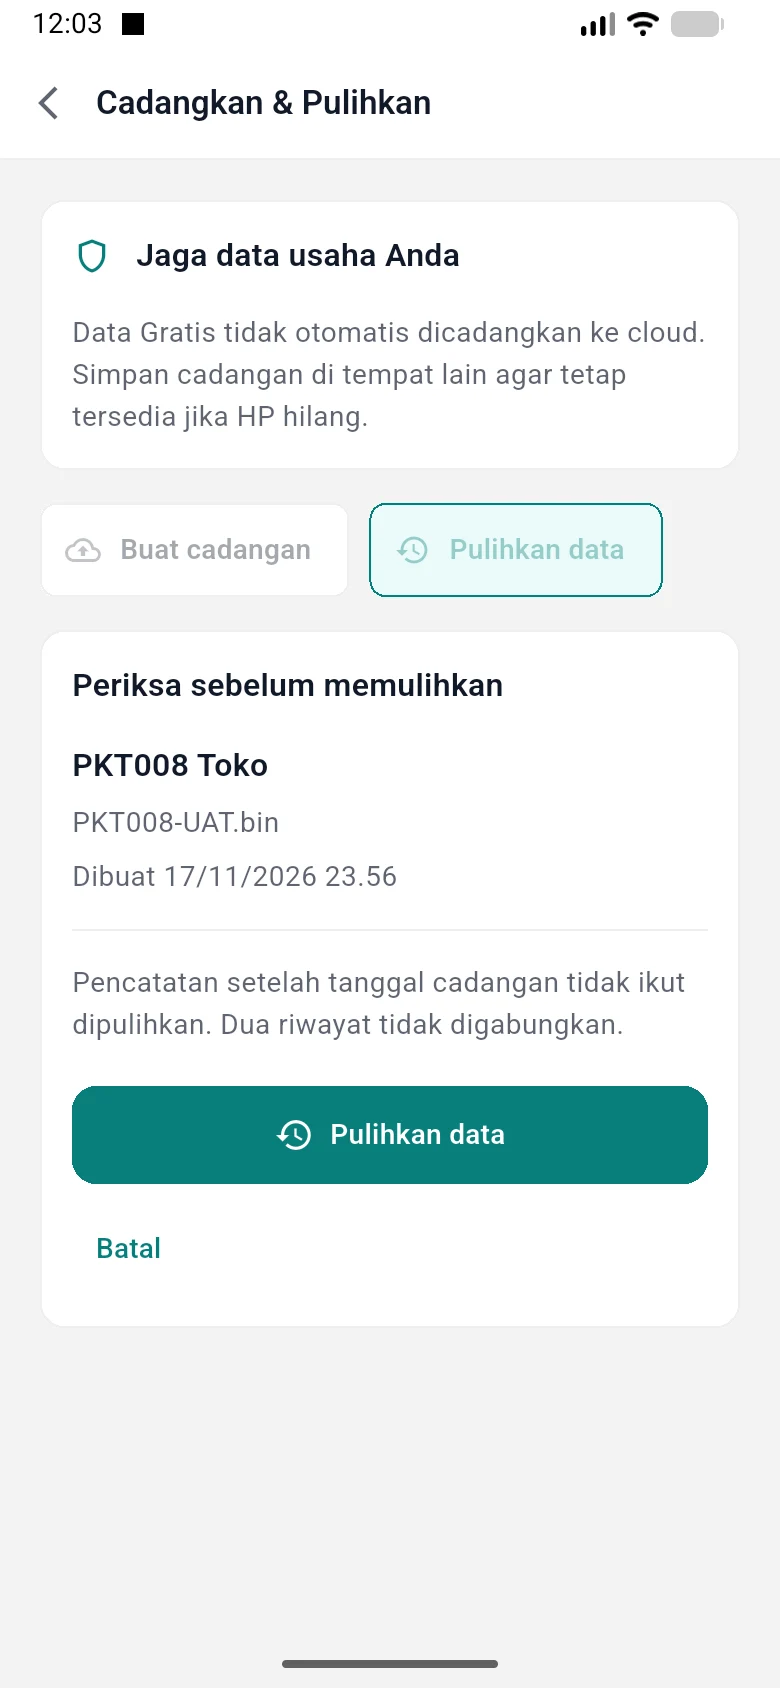 12:03
Cadangkan & Pulihkan
Jaga data usaha Anda
Data Gratis tidak otomatis dicadangkan ke cloud.
Simpan cadangan di tempat lain agar tetap
tersedia jika HP hilang.
Buat cadangan
Pulihkan data
Periksa sebelum memulihkan
PKT008 Toko
PKT008-UAT.bin
Dibuat 17/11/2026 23.56
Pencatatan setelah tanggal cadangan tidak ikut
dipulihkan. Dua riwayat tidak digabungkan.
Pulihkan data
Batal